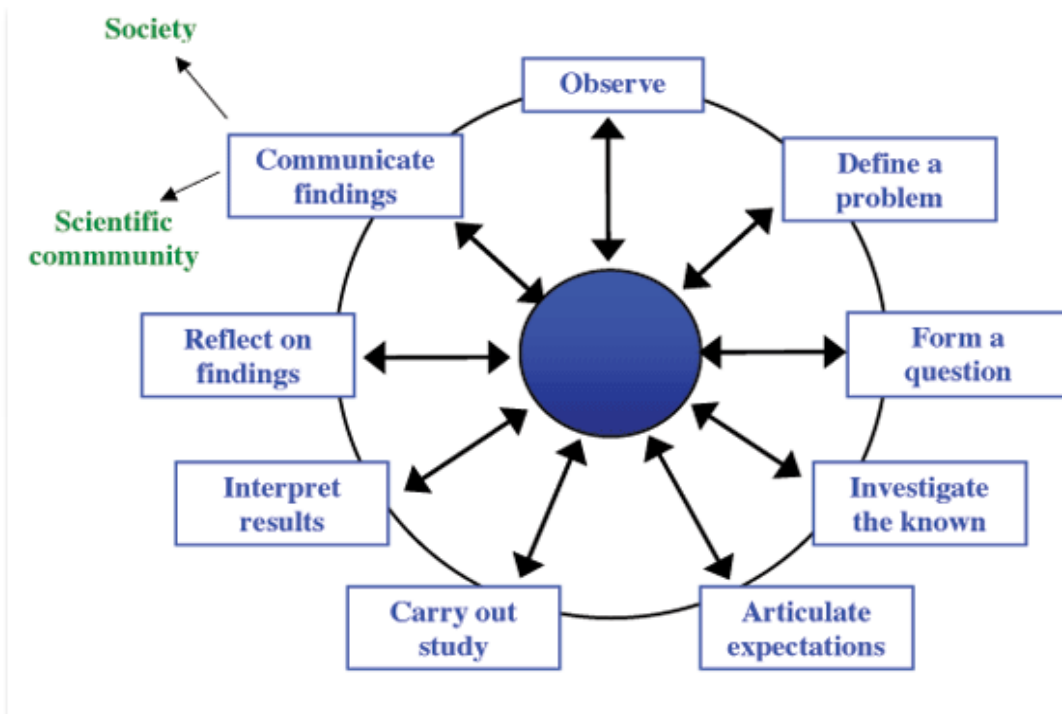 Society
Observe
Communicate
findings
Define a
problem
Scientific
commmunity
Reflect on
findings
Form a
question
Interpret
results
Investigate
the known
Carry out
study
Articulate
expectations